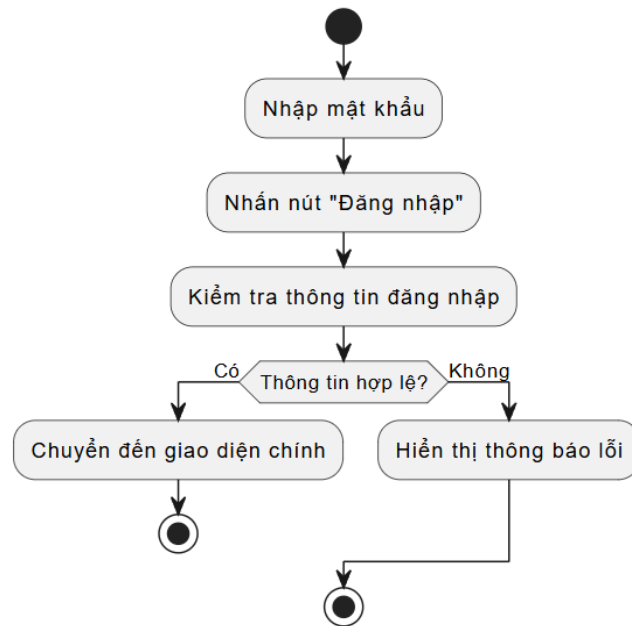 Nhập mật khẩu
Nhấn nút "Đăng nhập"
Kiểm tra thông tin đăng nhập
Có
Thông tin hợp lệ?
Không
Chuyển đến giao diện chính
Hiển thị thông báo lỗi